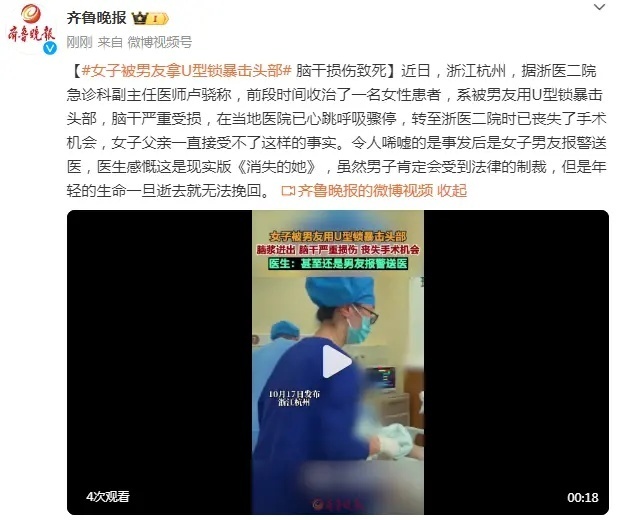 齐鲁晚报
齐鲁晚报 I
刚刚 来自 微博视频号
【#女子被男友拿U型锁暴击头部# 脑干损伤致死】近日，浙江杭州，据浙医二院
急诊科副主任医师卢骁称，前段时间收治了一名女性患者，系被男友用U型锁暴击
头部，脑干严重受损，在当地医院已心跳呼吸骤停，转至浙医二院时已丧失了手术
机会，女子父亲一直接受不了这样的事实。令人唏嘘的是事发后是女子男友报警送
医，医生感慨这是现实版《消失的她》，虽然男子肯定会受到法律的制裁，但是年
轻的生命一旦逝去就无法挽回。 齐鲁晚报的微博视频 收起
女子被男友用U型锁暴击头部
脑浆迸出 脑干严重损伤 丧失手术机会
医生：甚至还是男友报警送医
10月17日发布
浙江杭州
齐鲁晚报
4次观看
00:18